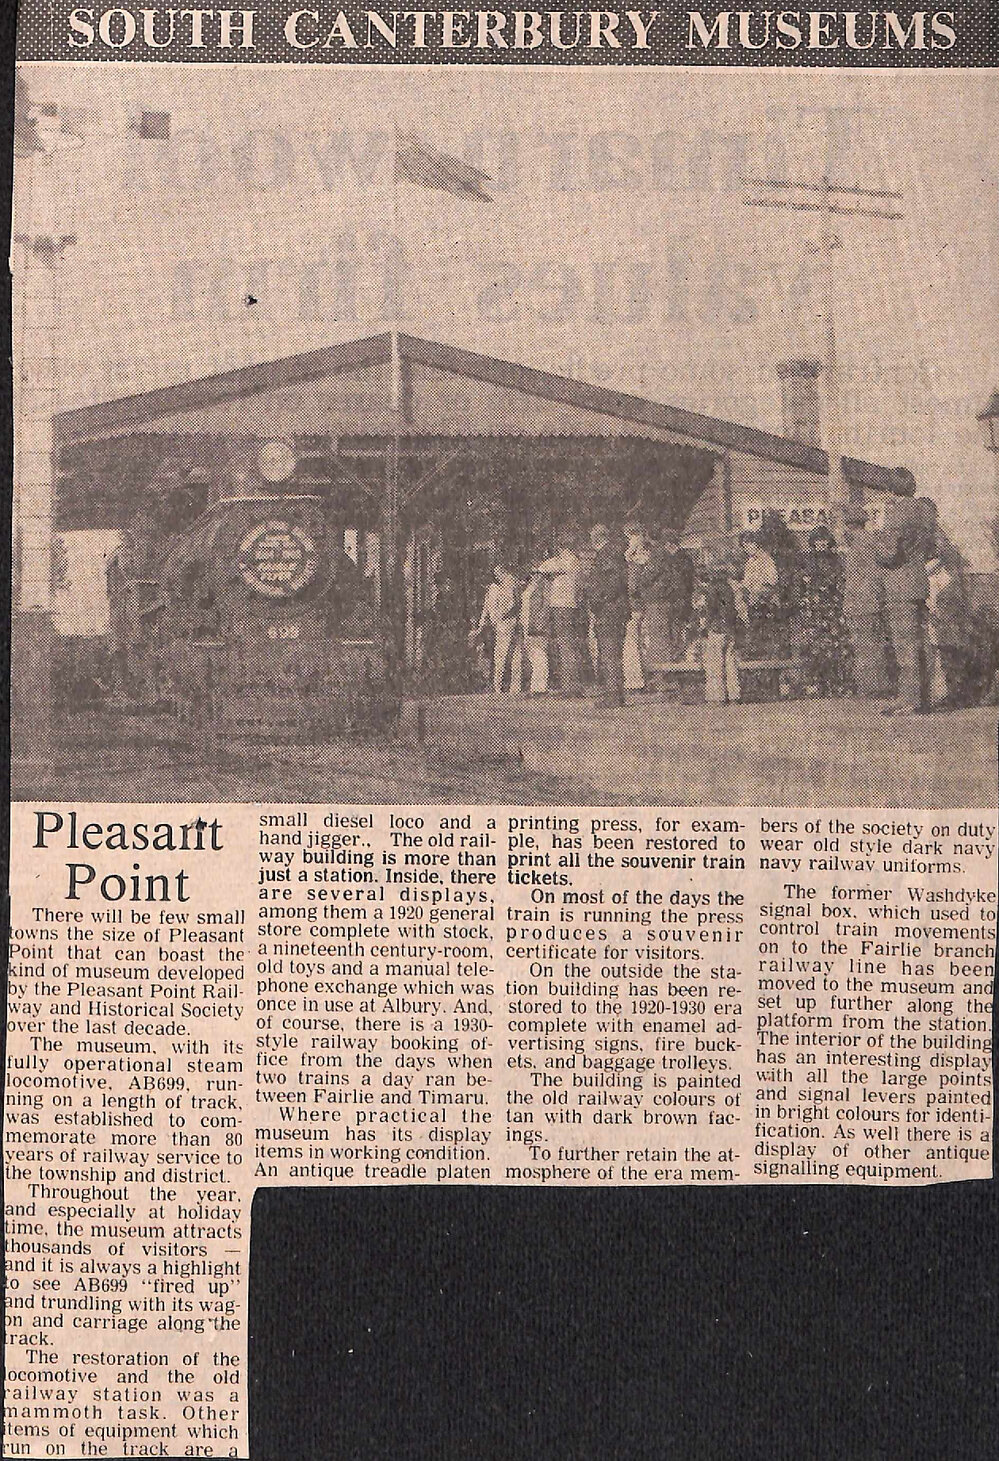 SOUTH CANTERBURY MUSEUMS
PLEASA
699
Pleasant
Point
There will be few small
towns the size of Pleasant
Point that can boast the
kind of museum developed
by the Pleasant Point Rail-
way and Historical Society
over the last decade.
The museum, with its
fully operational steam
locomotive, AB699, run-
ning on a length of track,
was established to com-
memorate more than 80
years of railway service to
the township and district.
Throughout the year,
and especially at holiday
time, the museum attracts
thousands of visitors —
and it is always a highlight
to see AB699 “fired up”
and trundling with its wag-
on and carriage along the
track.
The restoration of the
locomotive and the old
railway station was a
mammoth task. Other
items of equipment which
run on the track are a
small diesel loco and a
hand jigger.. The old rail-
way building is more than
just a station. Inside, there
are several displays,
among them a 1920 general
store complete with stock,
a nineteenth century-room,
old toys and a manual tele-
phone exchange which was
once in use at Albury. And,
of course, there is a 1930-
style railway booking of-
fice from the days when
two trains a day ran be-
tween Fairlie and Timaru.
Where practical the
museum has its display
items in working condition.
An antique treadle platen
printing press, for exam-
ple, has been restored to
print all the souvenir train
tickets.
On most of the days the
train is running the press
produces a souvenir
certificate for visitors.
On the outside the sta-
tion building has been re-
stored to the 1920-1930 era
complete with enamel ad-
vertising signs, fire buck-
ets, and baggage trolleys.
The building is painted
the old railway colours of
tan with dark brown fac-
ings.
To further retain the at-
mosphere of the era mem-
bers of the society on duty
wear old style dark navy
navy railway uniforms.
The former Washdyke
signal box, which used to
control train movements
on to the Fairlie branch
railway line has been
moved to the museum and
set up further along the
platform from the station.
The interior of the building
has an interesting display
with all the large points
and signal levers painted
in bright colours for identi-
fication. As well there is a
display of other antique
signalling equipment.